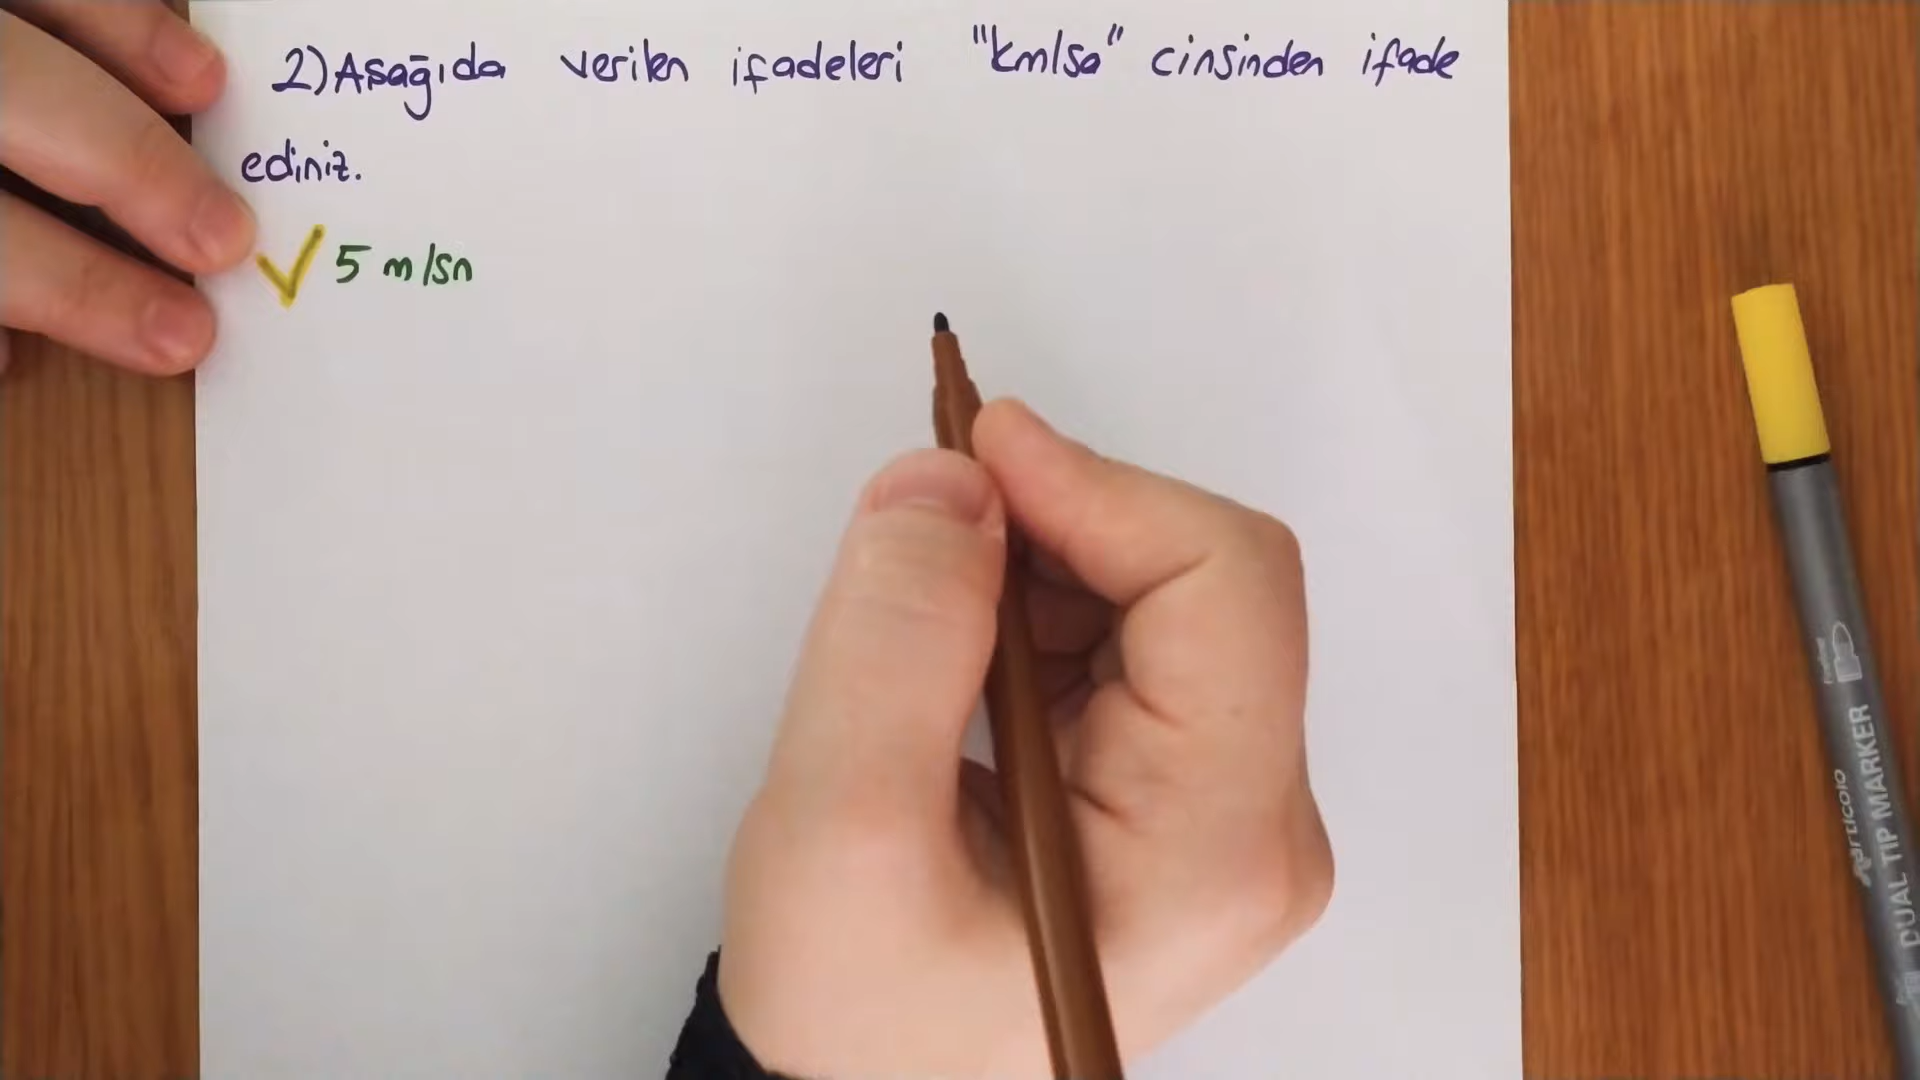 2) Aşağıda verilen ifadeleri "km/sa" cinsinden ifade
ediniz.
5 m/sn
articolo
DUAL TIP MARKER